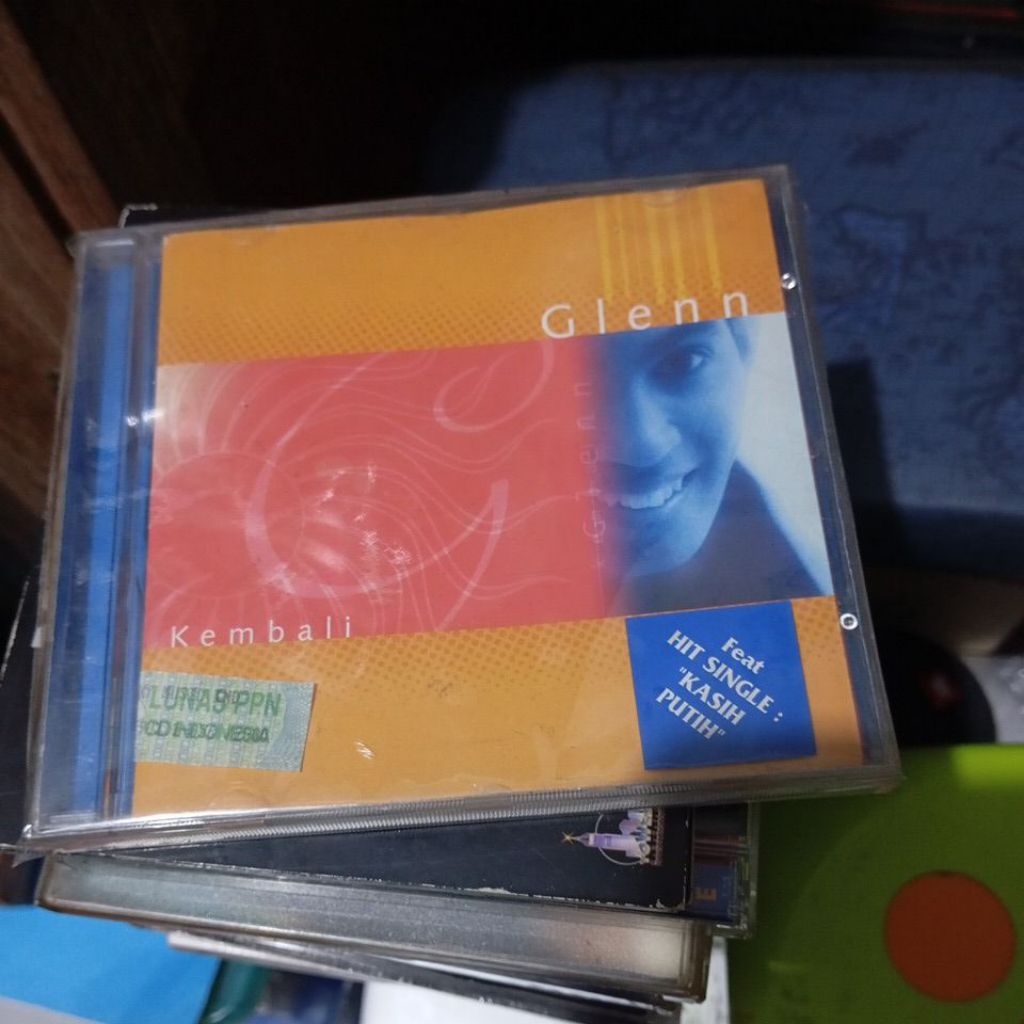 Glenn
Glenn
Kembali
LUNAS PPN
CD INDONESIA
Feat
HIT SINGLE :
"KASIH
PUTIH"